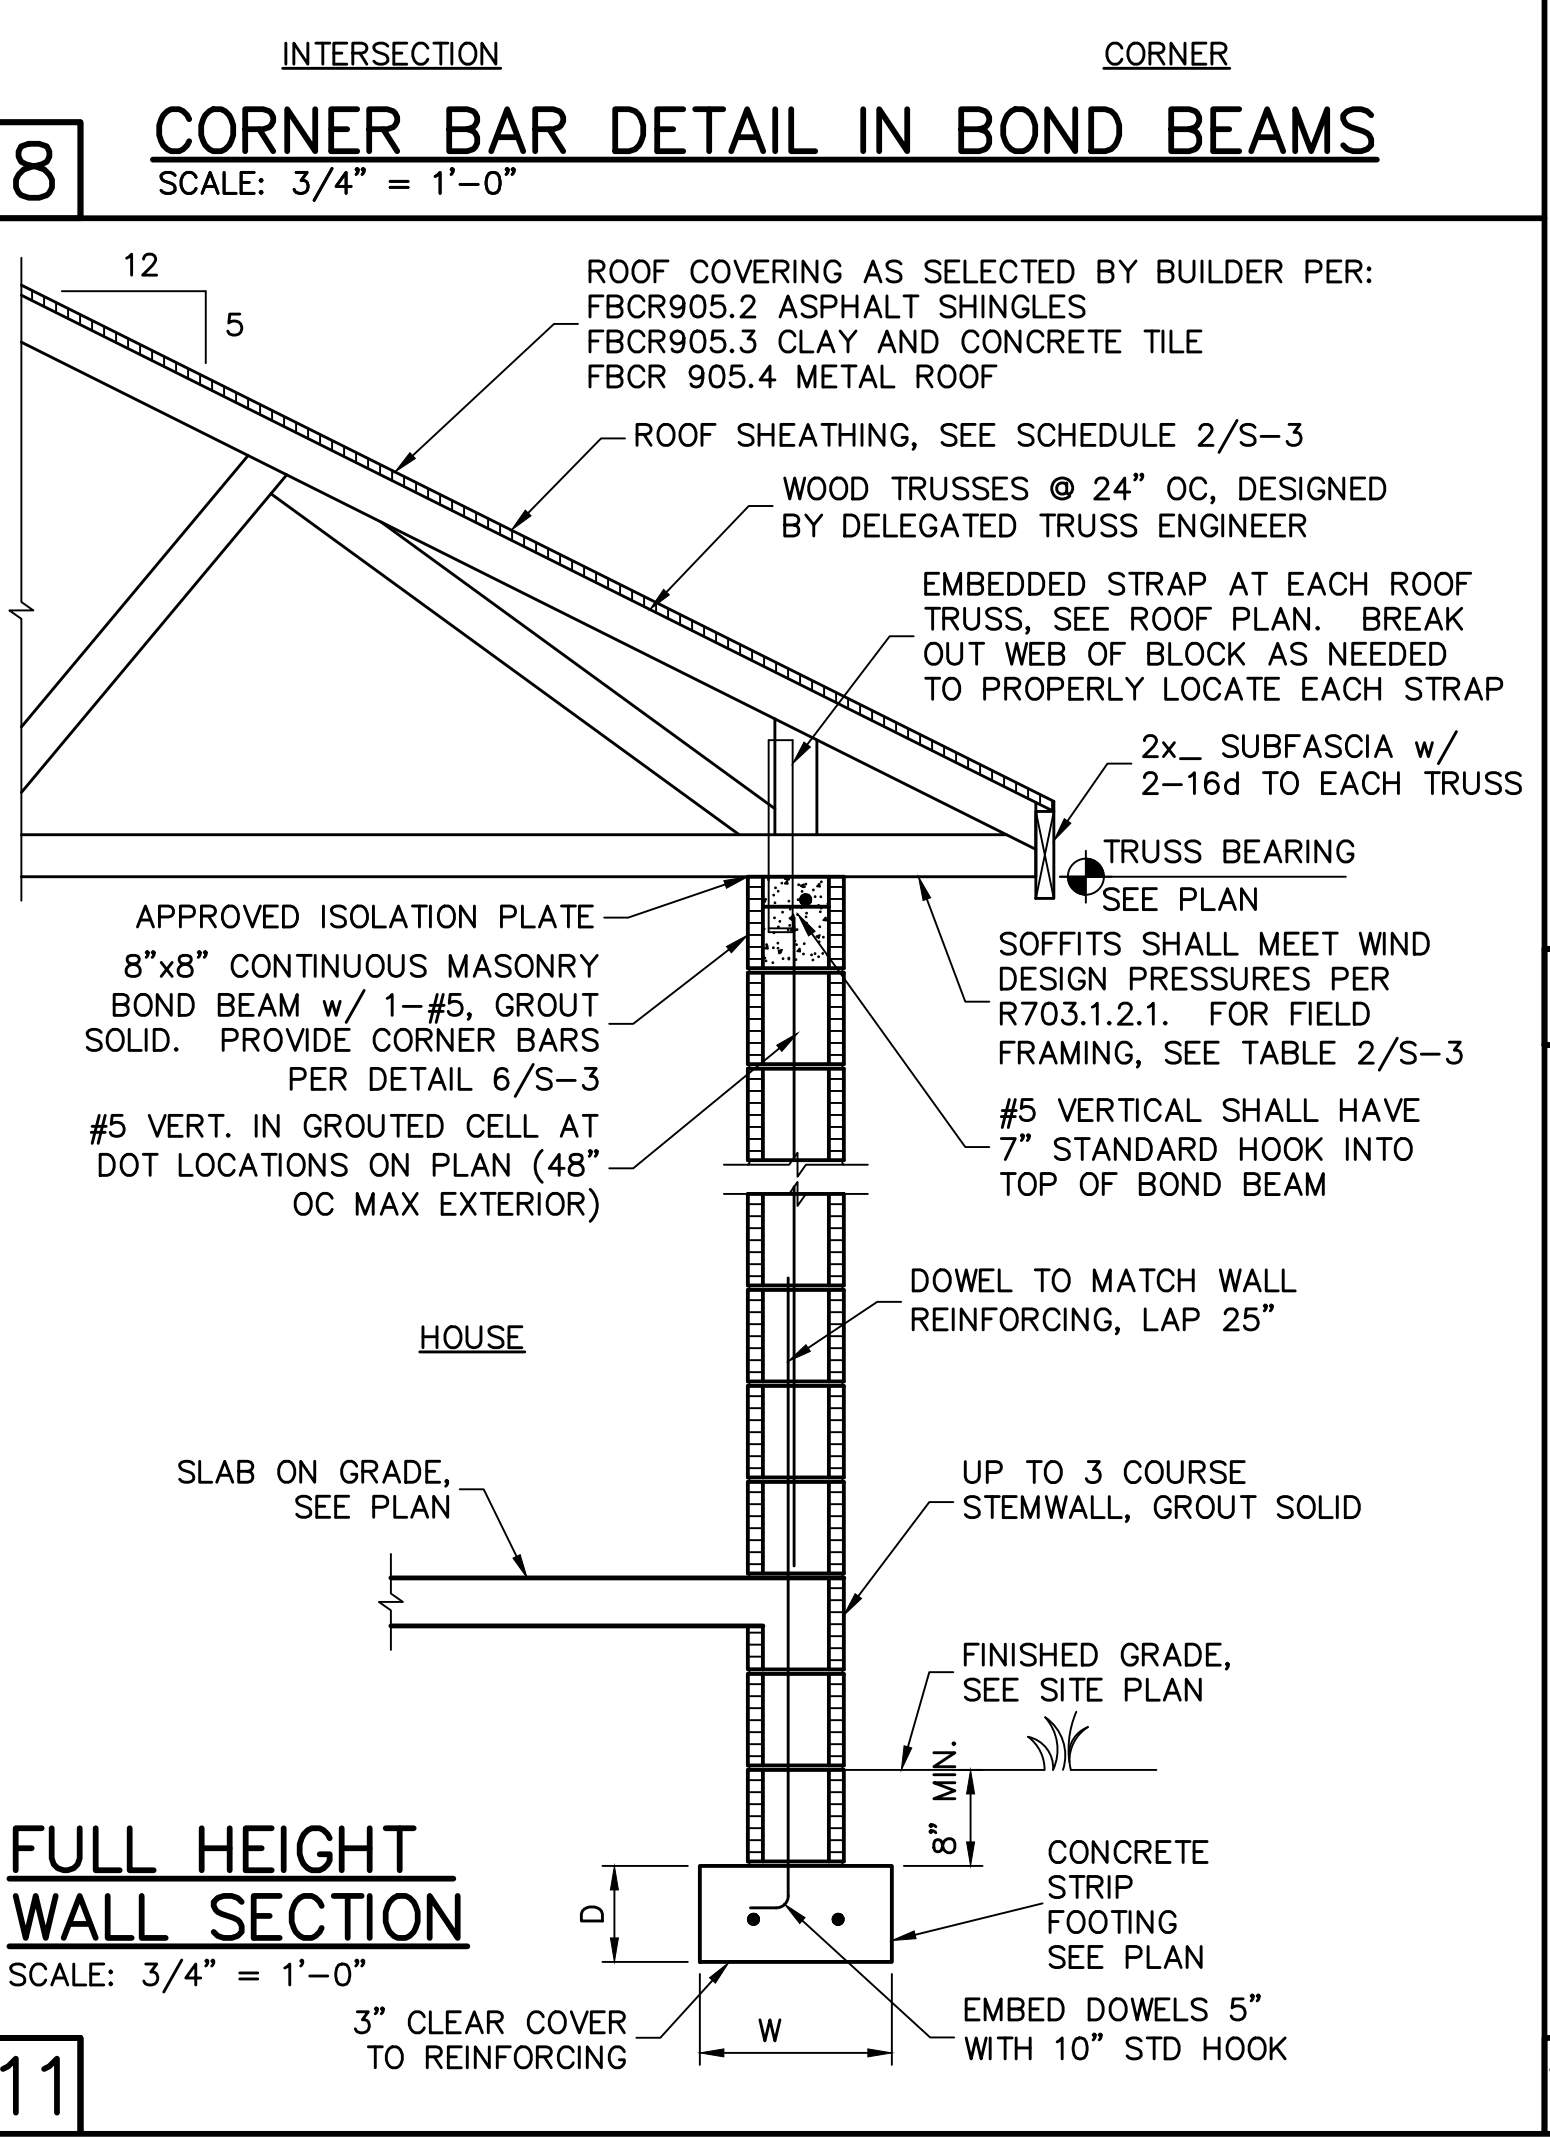 INTERSECTION
CORNER
8
CORNER BAR DETAIL IN BOND BEAMS
SCALE: 3/4” = 1’-0”
12
5
ROOF COVERING AS SELECTED BY BUILDER PER:
FBCR905.2 ASPHALT SHINGLES
FBCR905.3 CLAY AND CONCRETE TILE
FBCR 905.4 METAL ROOF
ROOF SHEATHING, SEE SCHEDULE 2/S-3
WOOD TRUSSES @ 24” OC, DESIGNED
BY DELEGATED TRUSS ENGINEER
EMBEDDED STRAP AT EACH ROOF
TRUSS, SEE ROOF PLAN. BREAK
OUT WEB OF BLOCK AS NEEDED
TO PROPERLY LOCATE EACH STRAP
2x_ SUBFASCIA w/
2-16d TO EACH TRUSS
TRUSS BEARING
SEE PLAN
APPROVED ISOLATION PLATE
8”x8” CONTINUOUS MASONRY
BOND BEAM w/ 1-#5, GROUT
SOLID. PROVIDE CORNER BARS
PER DETAIL 6/S-3
#5 VERT. IN GROUTED CELL AT
DOT LOCATIONS ON PLAN (48”
OC MAX EXTERIOR)
SOFFITS SHALL MEET WIND
DESIGN PRESSURES PER
R703.1.2.1. FOR FIELD
FRAMING, SEE TABLE 2/S-3
#5 VERTICAL SHALL HAVE
7” STANDARD HOOK INTO
TOP OF BOND BEAM
DOWEL TO MATCH WALL
REINFORCING, LAP 25”
HOUSE
SLAB ON GRADE,
SEE PLAN
UP TO 3 COURSE
STEMWALL, GROUT SOLID
FINISHED GRADE,
SEE SITE PLAN
8” MIN.
CONCRETE
STRIP
FOOTING
SEE PLAN
D
W
3” CLEAR COVER
TO REINFORCING
EMBED DOWELS 5”
WITH 10” STD HOOK
FULL HEIGHT
WALL SECTION
SCALE: 3/4” = 1’-0”
11